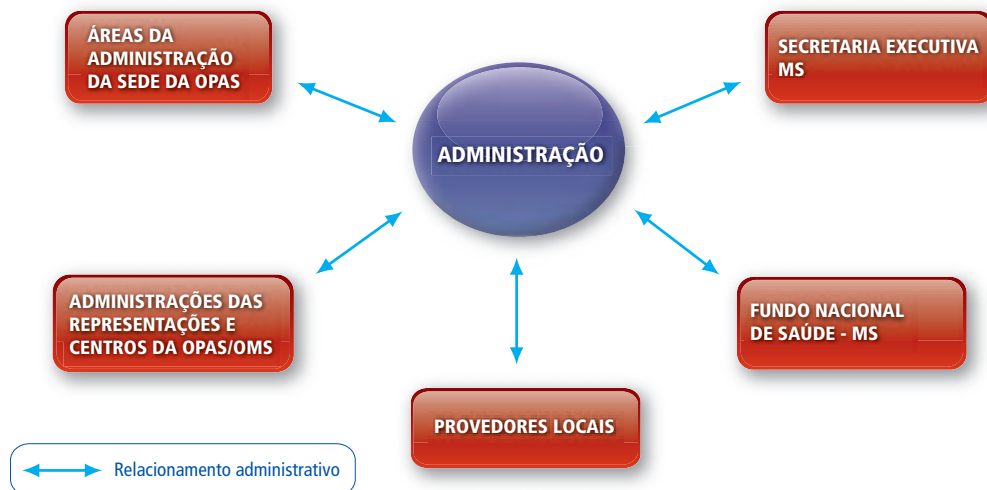 ÁREAS DA
ADMINISTRAÇÃO
DA SEDE DA OPAS
SECRETARIA EXECUTIVA
MS
ADMINISTRAÇÃO
ADMINISTRAÇÕES DAS
REPRESENTAÇÕES E
CENTROS DA OPAS/OMS
FUNDO NACIONAL
DE SAÚDE - MS
PROVEDORES LOCAIS
Relacionamento administrativo